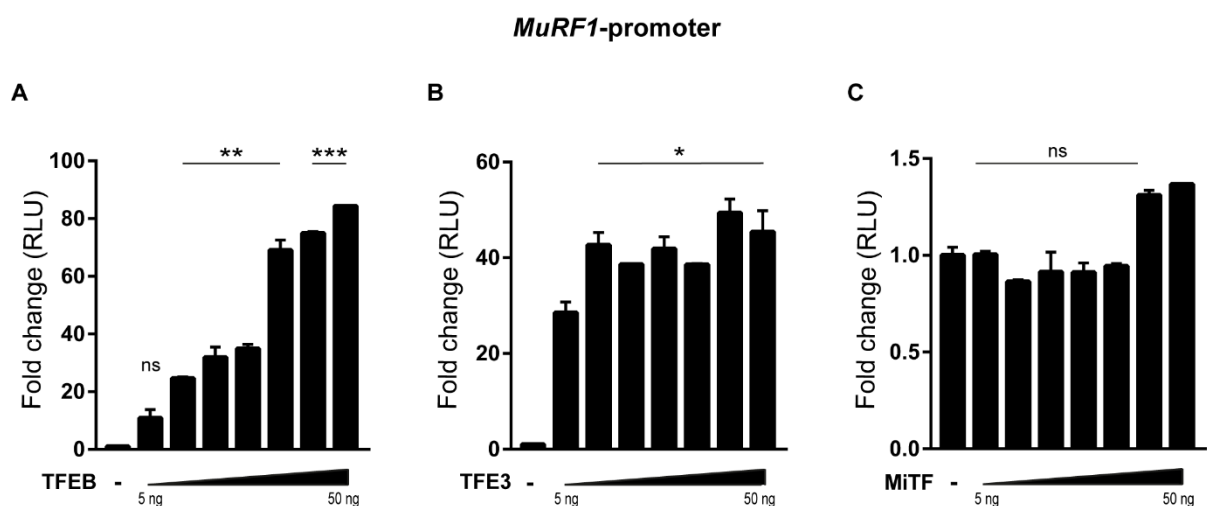 MuRF1-promoter
A
B
C
Fold change (RLU)
100
80
60
40
20
0
ns
**
***
TFEB
-
5 ng
50 ng
Fold change (RLU)
60
40
20
0
*
TFE3
-
5 ng
50 ng
Fold change (RLU)
1.5
1.0
0.5
0.0
ns
MiTF
-
5 ng
50 ng